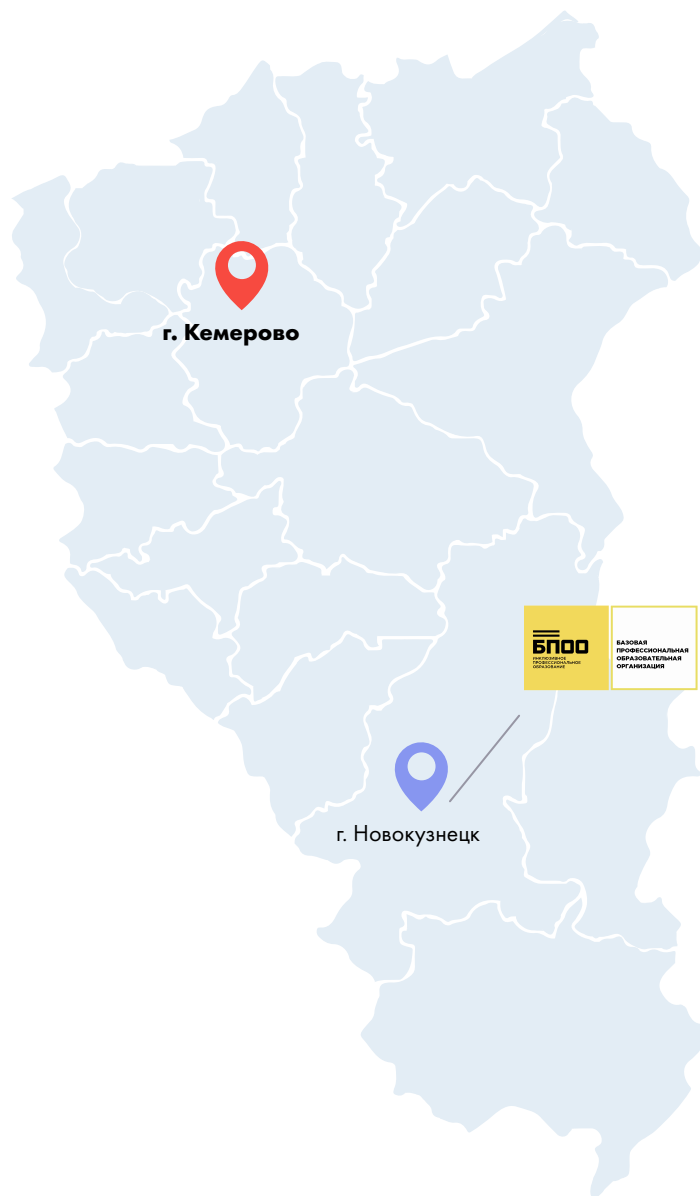 г. Кемерово
БПОО
ИНКЛЮЗИВНОЕ
ПРОФЕССИОНАЛЬНОЕ
ОБРАЗОВАНИЕ
БАЗОВАЯ
ПРОФЕССИОНАЛЬНАЯ
ОБРАЗОВАТЕЛЬНАЯ
ОРГАНИЗАЦИЯ
г. Новокузнецк